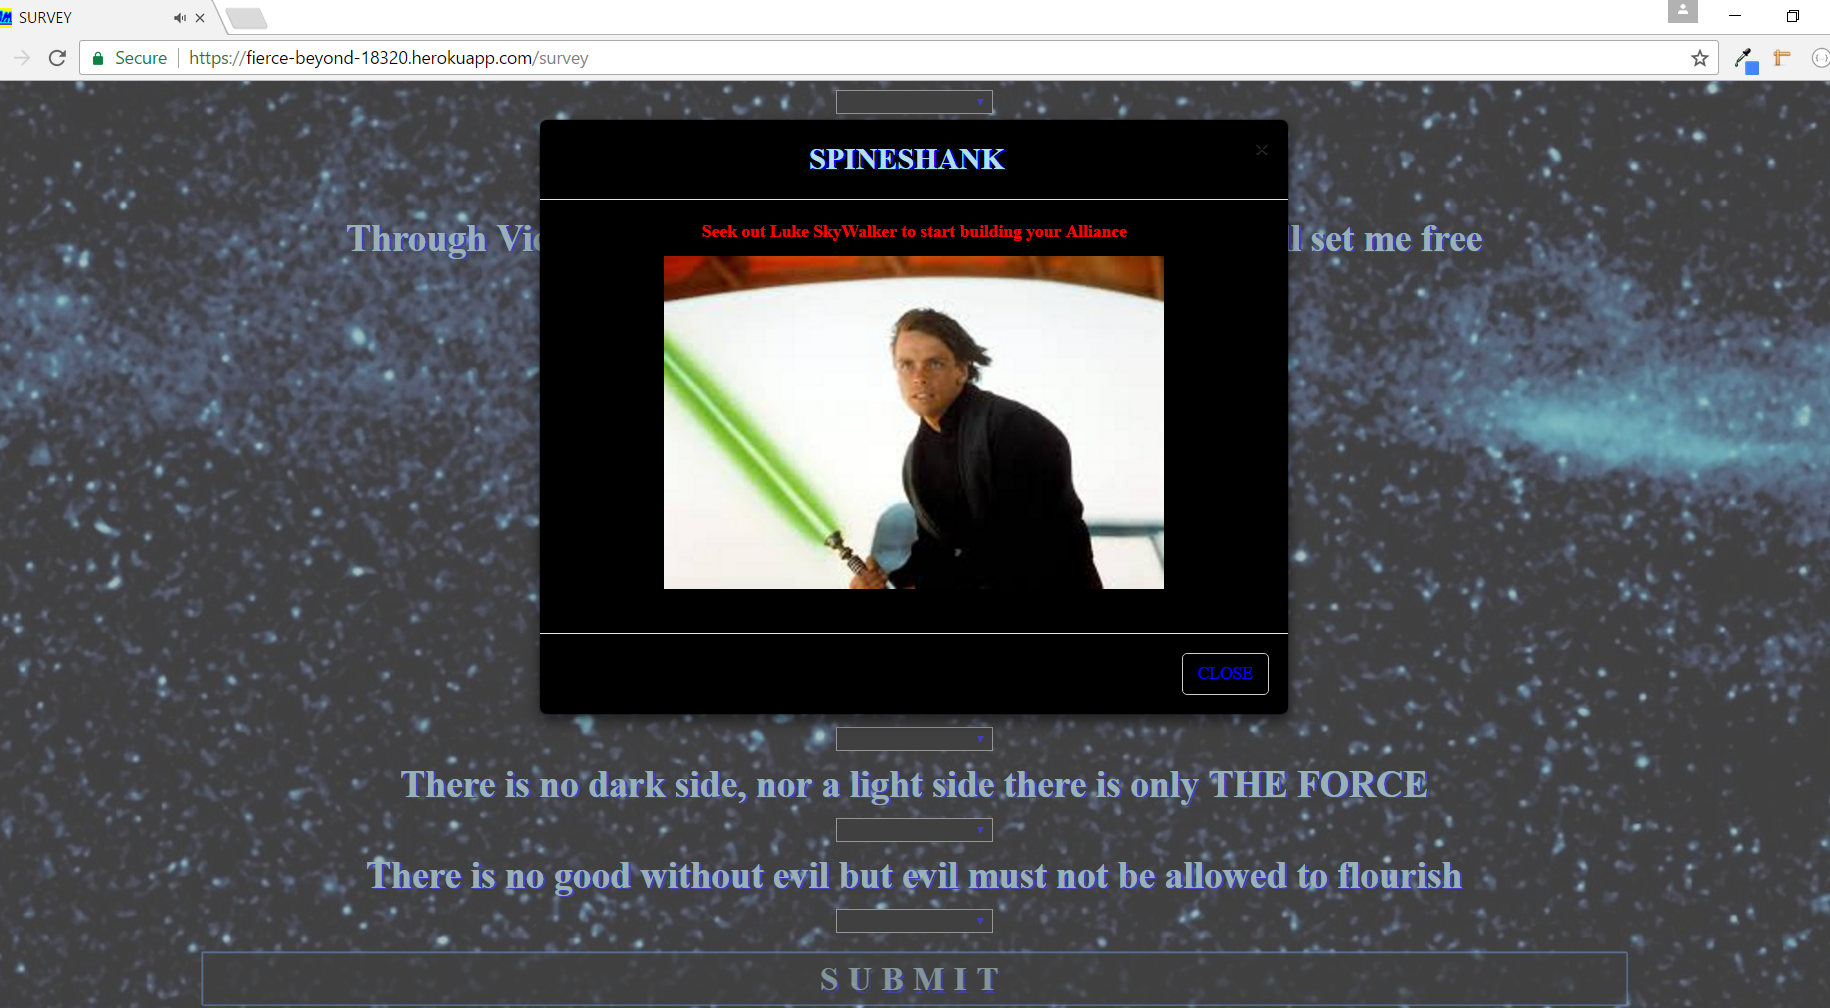 SURVEY
Secure https://fierce-beyond-18320.herokuapp.com/survey
SPINESHANK
Seek out Luke SkyWalker to start building your Alliance
Through l set me free
CLOSE
There is no dark side, nor a light side there is only THE FORCE
There is no good without evil but evil must not be allowed to flourish
SUBMIT